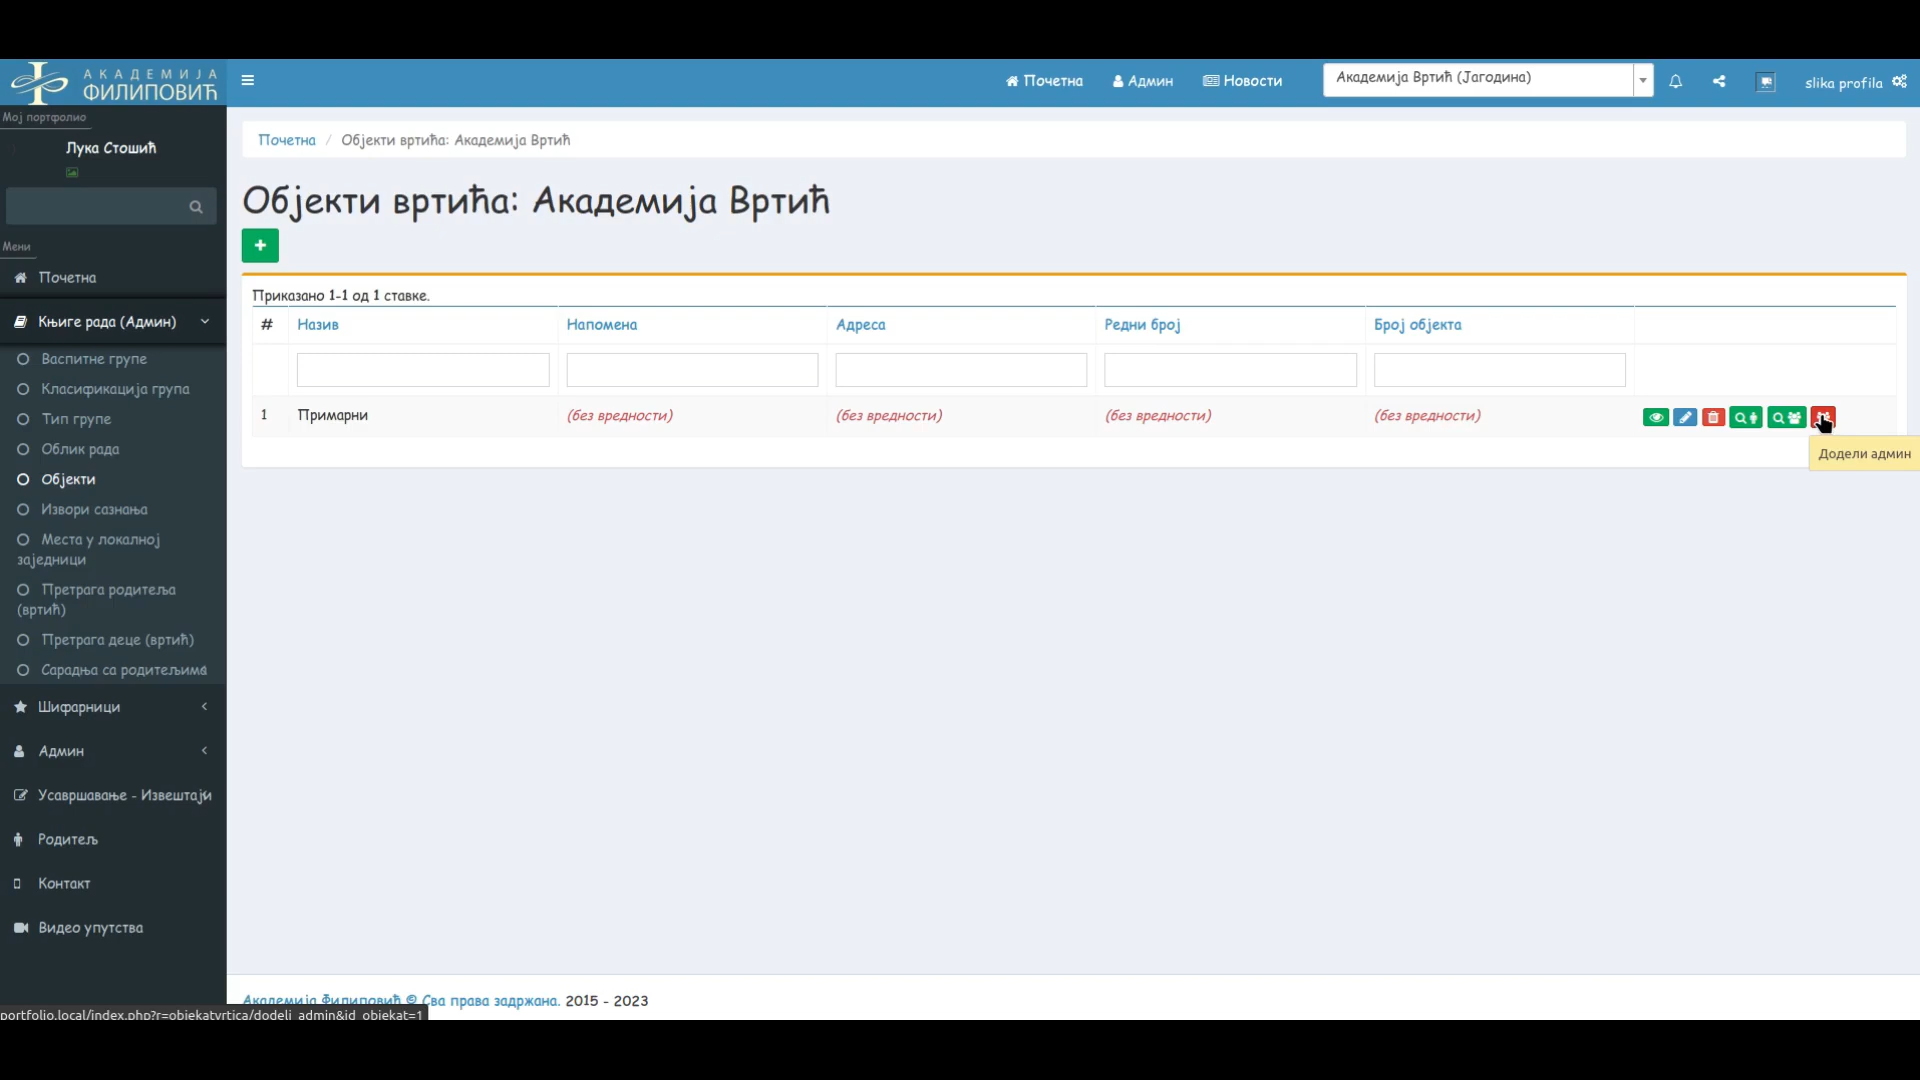 АКАДЕМИЈА
ФИЛИПОВИЋ
Почетна
Админ
Новости
Академија Вртић (Јагодина)
slika profila
Мој портфолио
Лука Стошић
Мени
Почетна
Књиге рада (Админ)
Васпитне групе
Класификација група
Тип групе
Облик рада
Објекти
Извори сазнања
Места у локалној
заједници
Претрага родитеља
(вртић)
Претрага деце (вртић)
Сарадња са родитељима
Шифарници
Админ
Усавршавање - Извештаји
Родитељ
Контакт
Видео упутства
Почетна / Објекти вртића: Академија Вртић
Објекти вртића: Академија Вртић
Приказано 1-1 од 1 ставке.
# Назив Напомена Адреса Редни број Број објекта
1 Примарни (без вредности) (без вредности) (без вредности) (без вредности)
Додели админ
Академија Филиповић © Сва права задржана. 2015 - 2023
portfolio.local/index.php?r=objekatvrtica/dodeli_admin&id_objekat=1